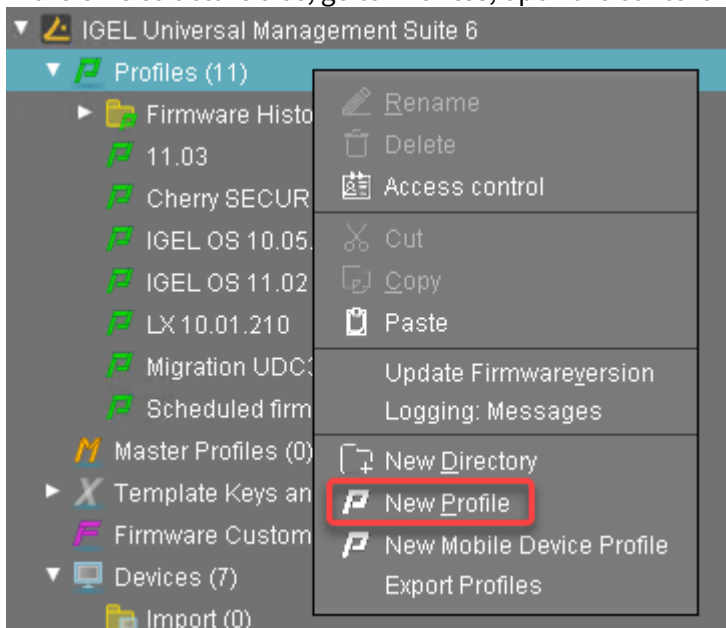 IGEL Universal Management Suite 6
Profiles (11)
Firmware Histo
11.03
Cherry SECUR
IGEL OS 10.05.
IGEL OS 11.02
LX 10.01.210
Migration UDC
Scheduled firm
Master Profiles (0)
Template Keys an
Firmware Custom
Devices (7)
Import (0)
Rename
Delete
Access control
Cut
Copy
Paste
Update Firmwareversion
Logging: Messages
New Directory
New Profile
New Mobile Device Profile
Export Profiles